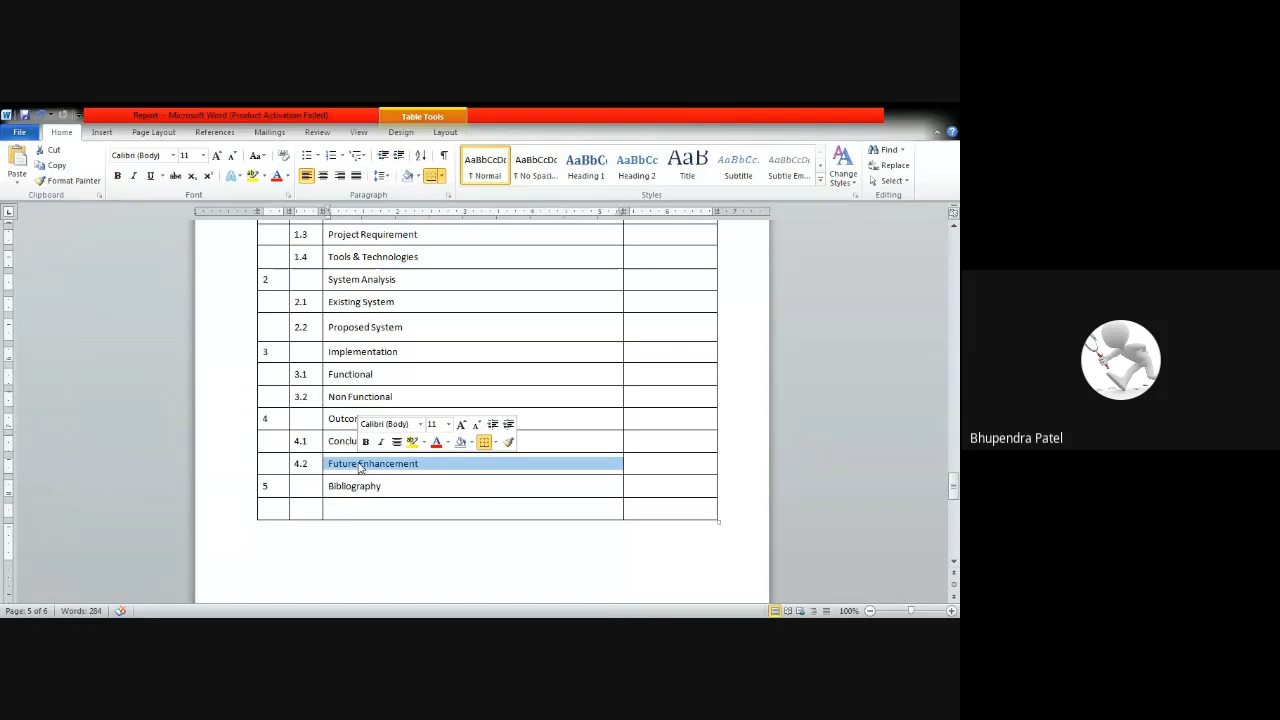 Report - Microsoft Word (Product Activation Failed)
Table Tools
File Home Insert Page Layout References Mailings Review View Design Layout
Paste
Cut
Copy
Format Painter
Clipboard
Calibri (Body) 11
Font
Paragraph
AaBbCcDc AaBbCcDc AaBbC AaBbCc AaB AaBbCc. AaBbCcDc
¶ Normal ¶ No Spaci... Heading 1 Heading 2 Title Subtitle Subtle Em...
Change Styles
Styles
Find
Replace
Select
Editing
1.3 Project Requirement
1.4 Tools & Technologies
2 System Analysis
2.1 Existing System
2.2 Proposed System
3 Implementation
3.1 Functional
3.2 Non Functional
4 Outco
Calibri (Body) 11
4.1 Conclu
4.2 Future Enhancement
5 Bibliography
Page: 5 of 6 Words: 284 100%
Bhupendra Patel